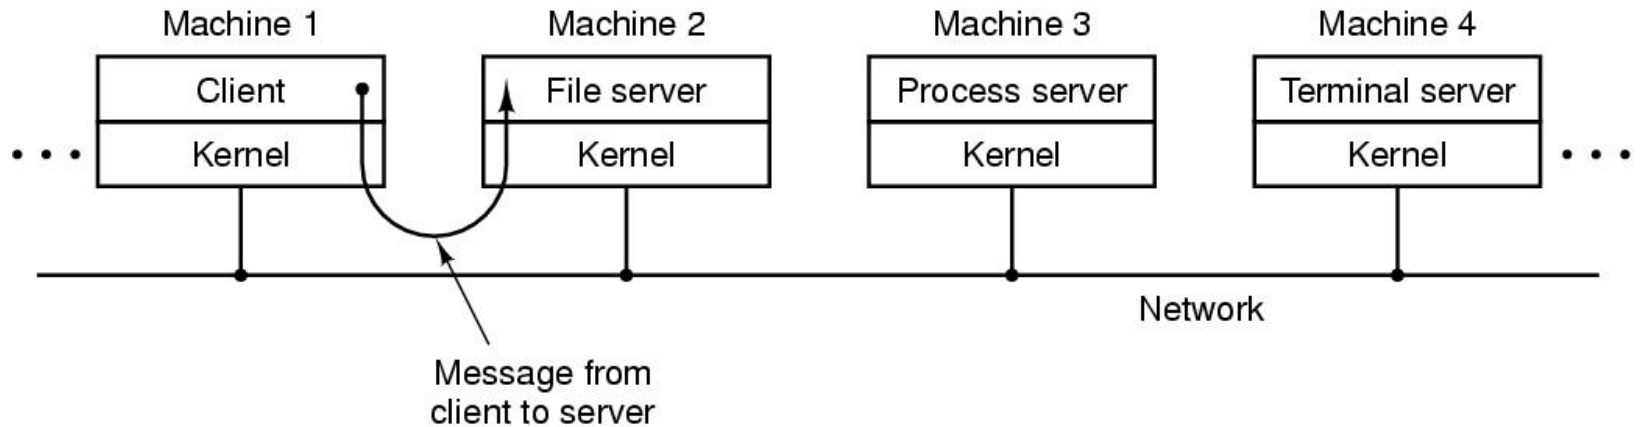 Machine 1
Machine 2
Machine 3
Machine 4
Client
File server
Process server
Terminal server
Kernel
Kernel
Kernel
Kernel
Network
Message from
client to server